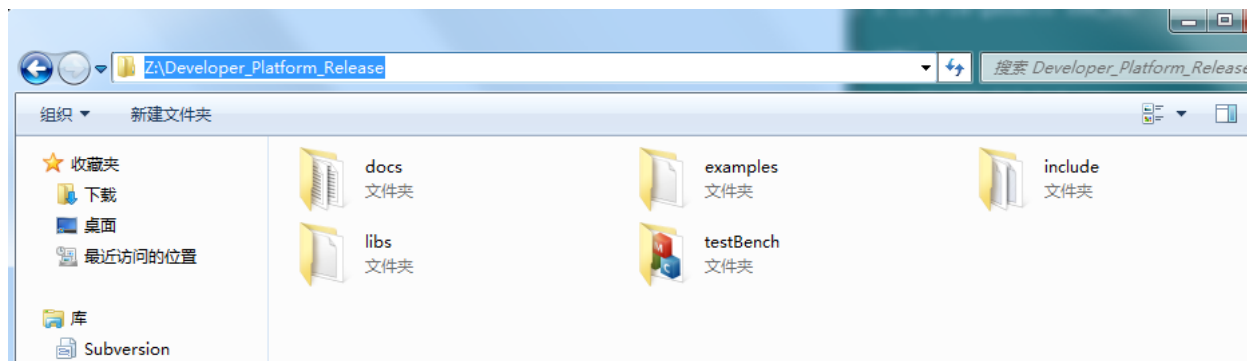 Z:\Developer_Platform_Release
搜索 Developer_Platform_Release
组织
新建文件夹
收藏夹
下载
桌面
最近访问的位置
库
Subversion
docs
文件夹
examples
文件夹
include
文件夹
libs
文件夹
testBench
文件夹